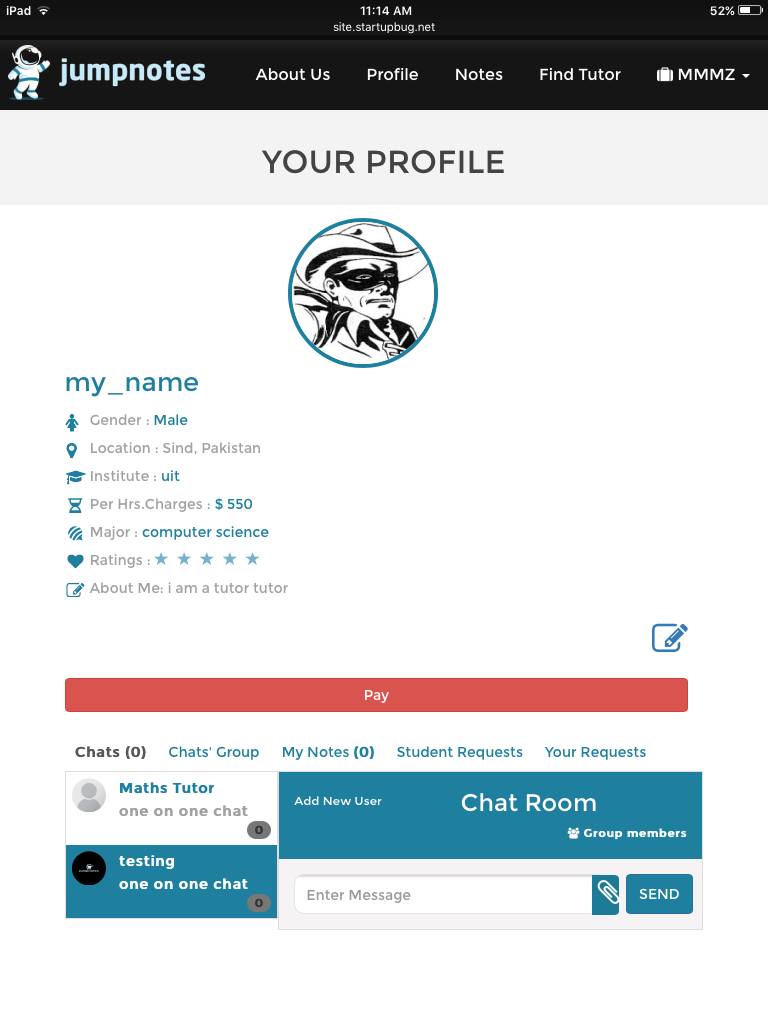 iPad 11:14 AM 52%
site.startupbug.net
jumpnotes About Us Profile Notes Find Tutor MMMZ
YOUR PROFILE
my_name
Gender : Male
Location : Sind, Pakistan
Institute : uit
Per Hrs.Charges : $ 550
Major : computer science
Ratings :
About Me: i am a tutor tutor
Pay
Chats (0) Chats' Group My Notes (0) Student Requests Your Requests
Maths Tutor
one on one chat
0
testing
one on one chat
0
Add New User Chat Room
Group members
Enter Message SEND